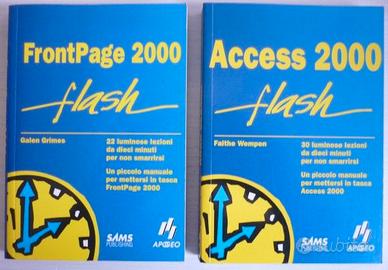 FrontPage 2000
flash
Galen Grimes
22 luminose lezioni
da dieci minuti
per non smarrirsi
Un piccolo manuale
per mettersi in tasca
FrontPage 2000
SAMS
PUBLISHING
APOGEO
Access 2000
flash
Faithe Wempen
30 luminose lezioni
da dieci minuti
per non smarrirsi
Un piccolo manuale
per mettersi in tasca
Access 2000
SAMS
APOGEO
subito